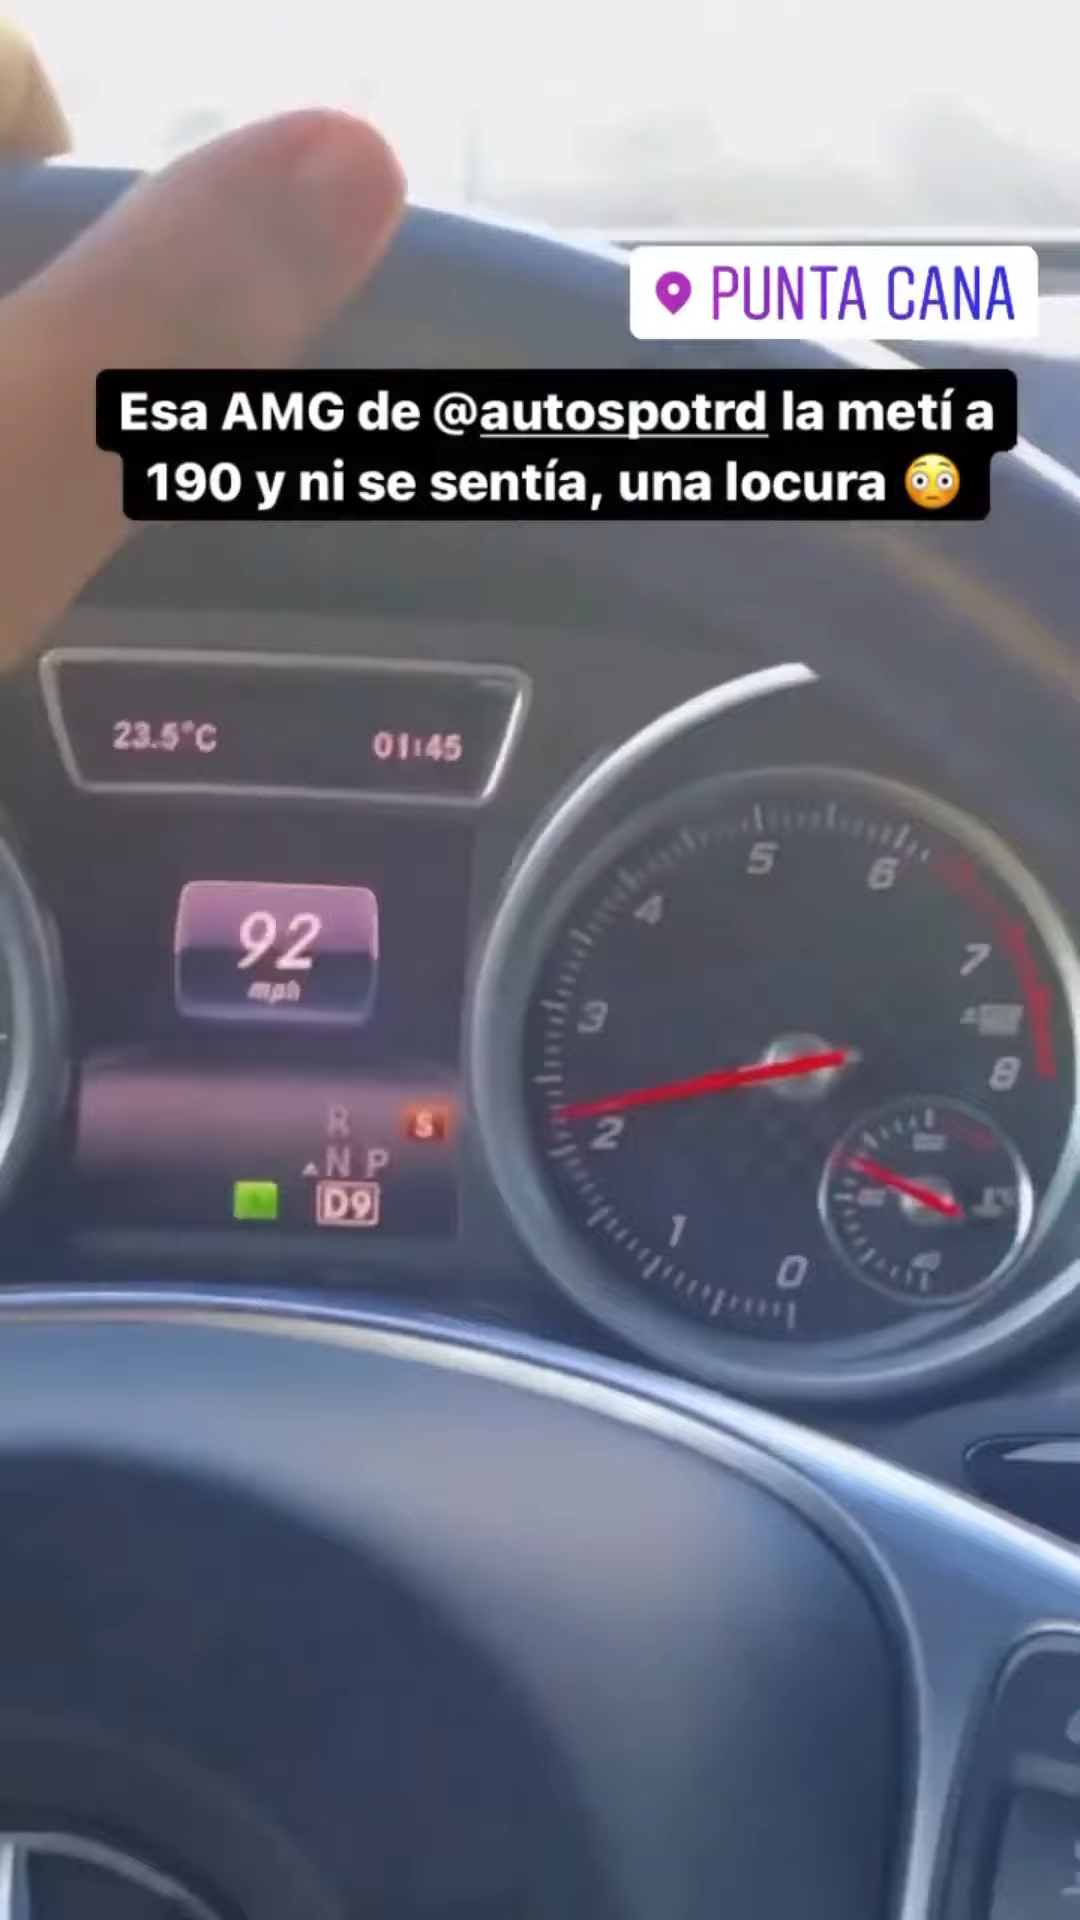 PUNTA CANA
Esa AMG de @autospotrd la metí a
190 y ni se sentía, una locura 😳
23.5°C 01:45
5
6
4
92
7
mph
3
8
R S
2
N P
D9
1
0
40